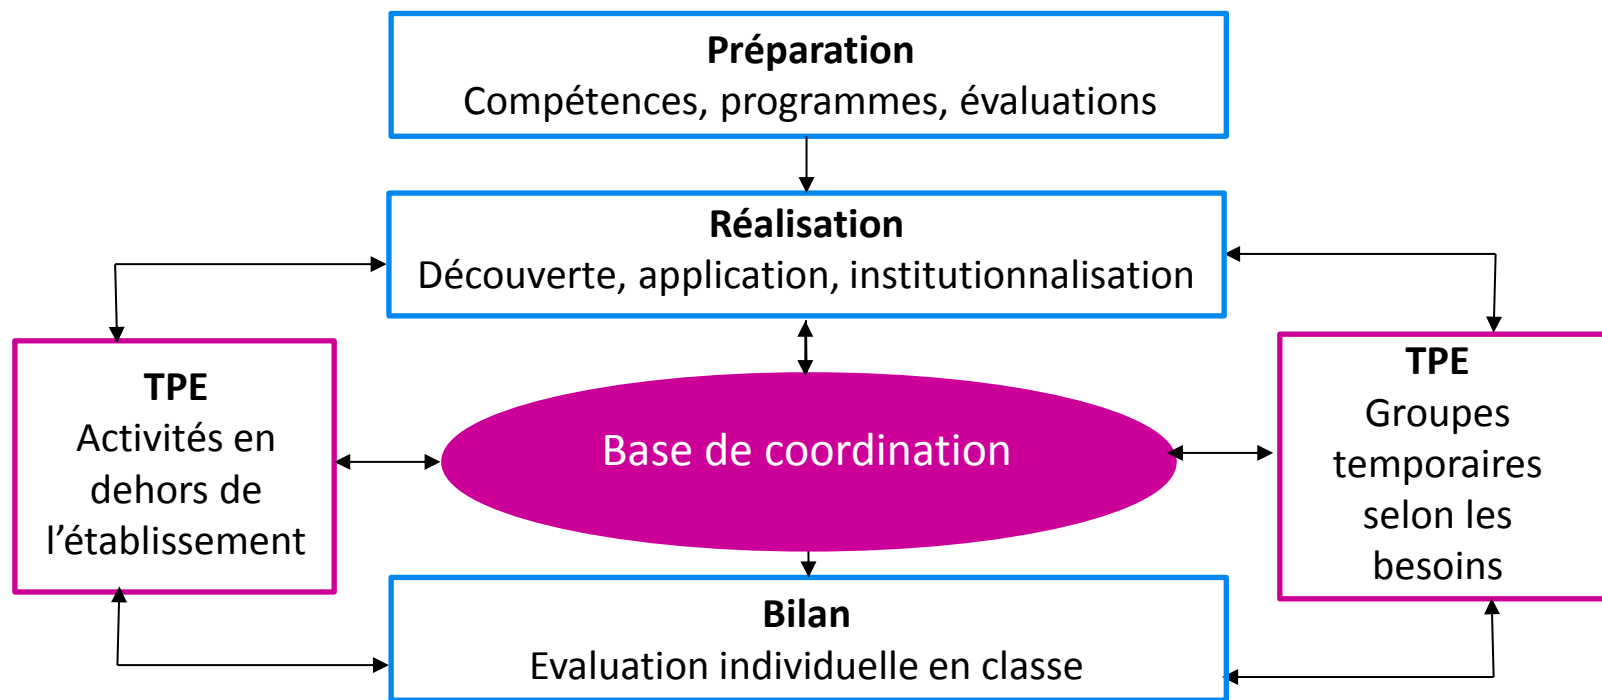 Préparation
Compétences, programmes, évaluations
Réalisation
Découverte, application, institutionnalisation
TPE
Activités en
dehors de
l’établissement
Base de coordination
TPE
Groupes
temporaires
selon les
besoins
Bilan
Evaluation individuelle en classe